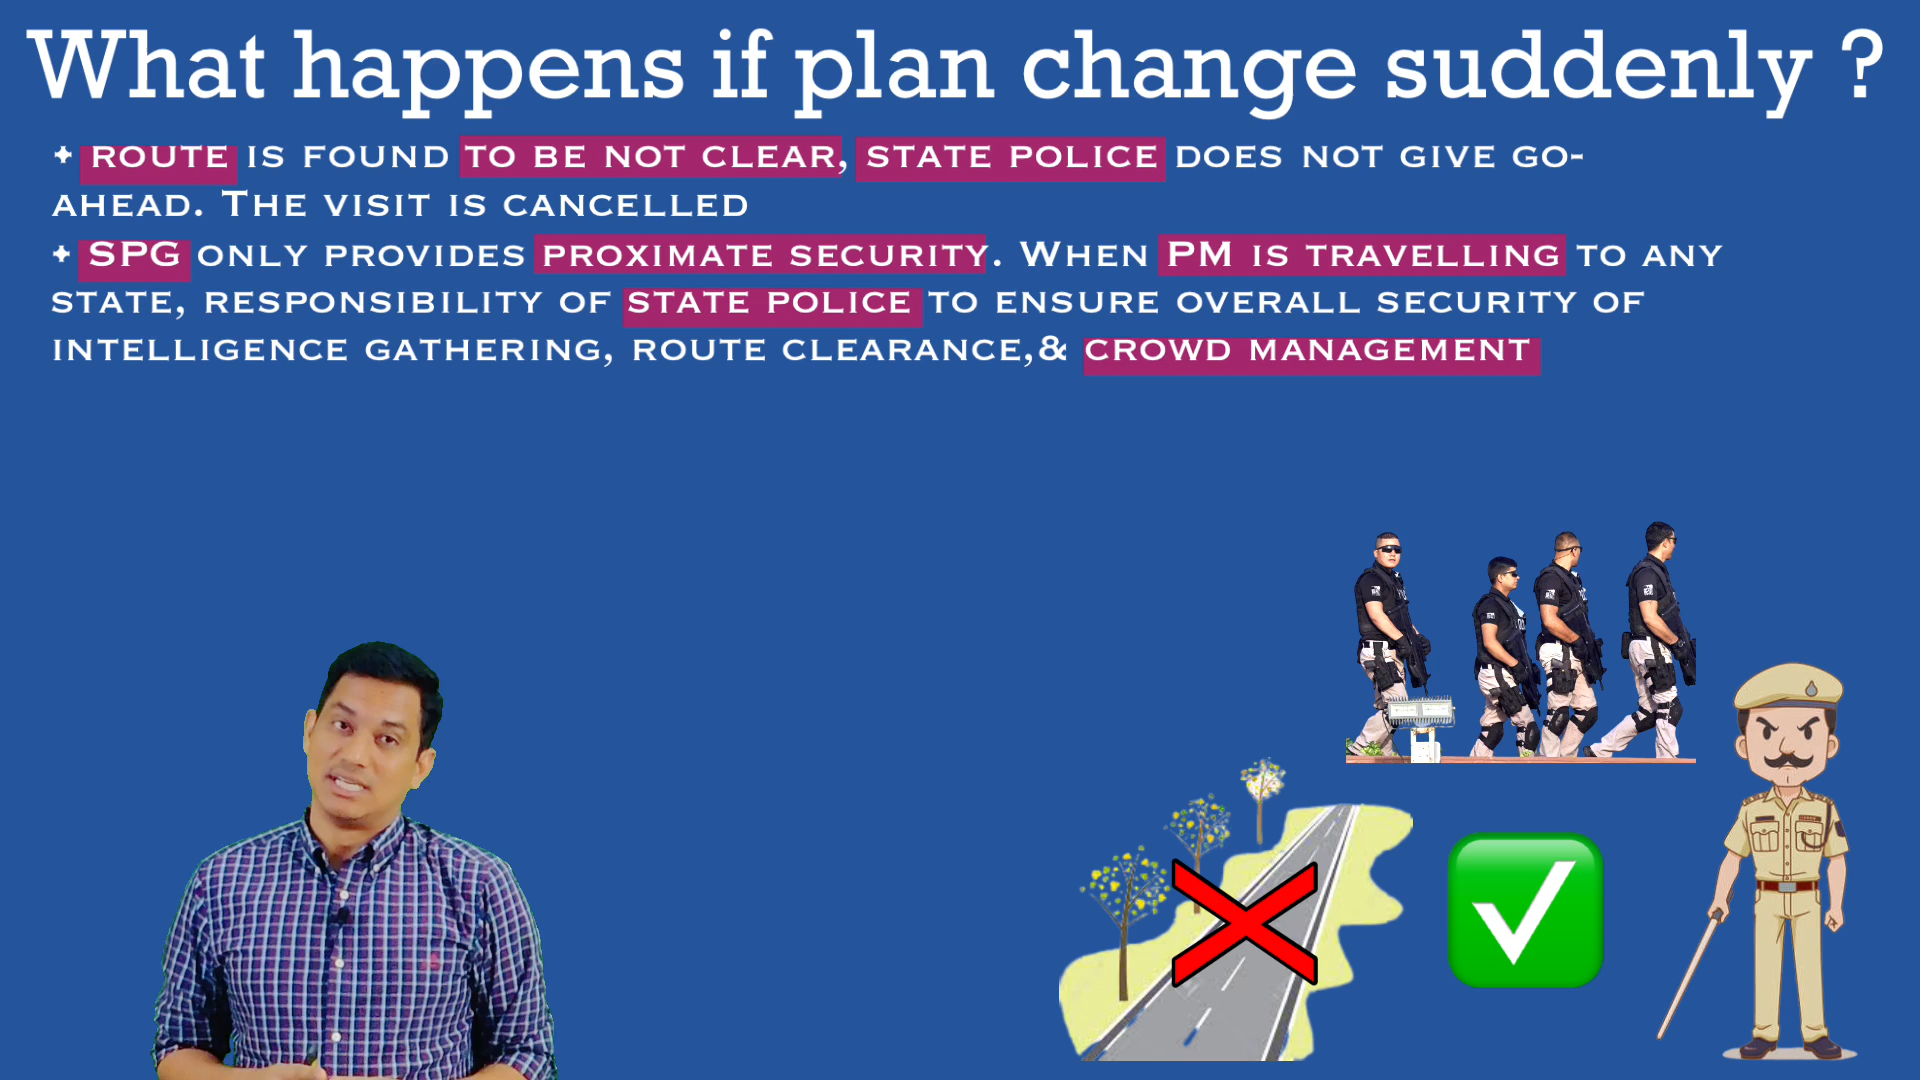 What happens if plan change suddenly ?
+ ROUTE IS FOUND TO BE NOT CLEAR, STATE POLICE DOES NOT GIVE GO-
AHEAD. THE VISIT IS CANCELLED
+ SPG ONLY PROVIDES PROXIMATE SECURITY. WHEN PM IS TRAVELLING TO ANY
STATE, RESPONSIBILITY OF STATE POLICE TO ENSURE OVERALL SECURITY OF
INTELLIGENCE GATHERING, ROUTE CLEARANCE,& CROWD MANAGEMENT